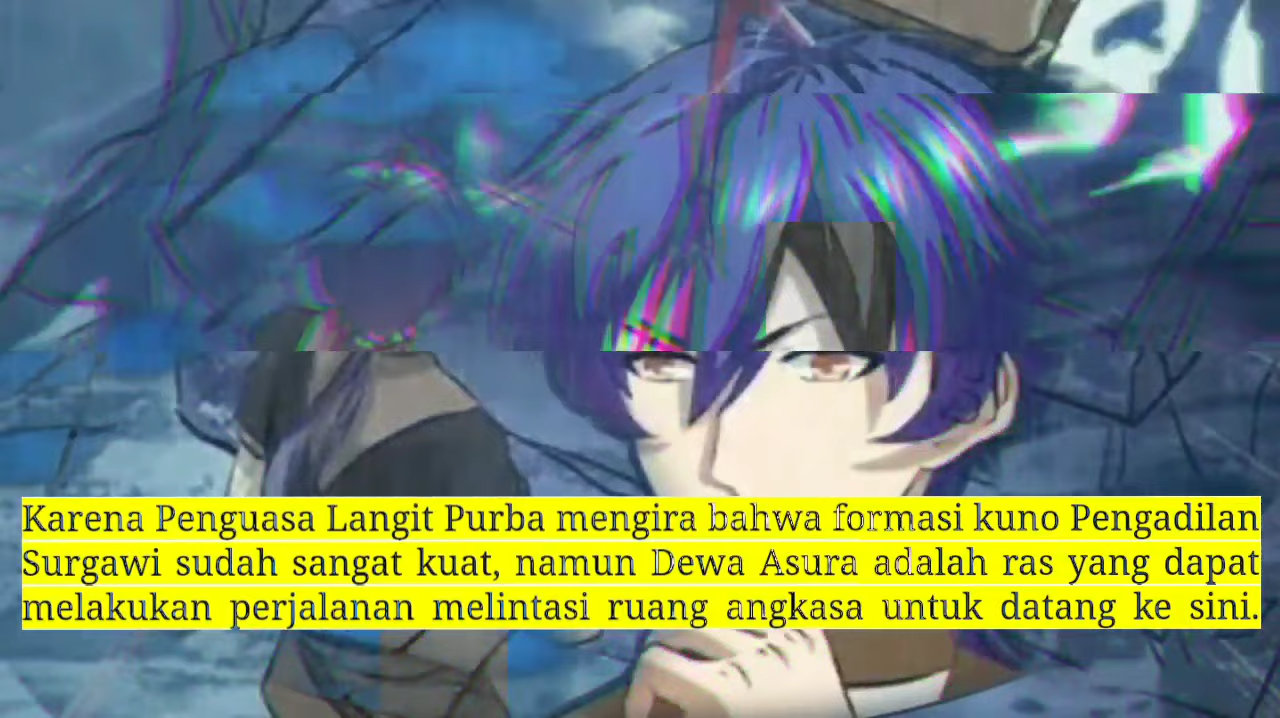 Karena Penguasa Langit Purba mengira bahwa formasi kuno Pengadilan
Surgawi sudah sangat kuat, namun Dewa Asura adalah ras yang dapat
melakukan perjalanan melintasi ruang angkasa untuk datang ke sini.